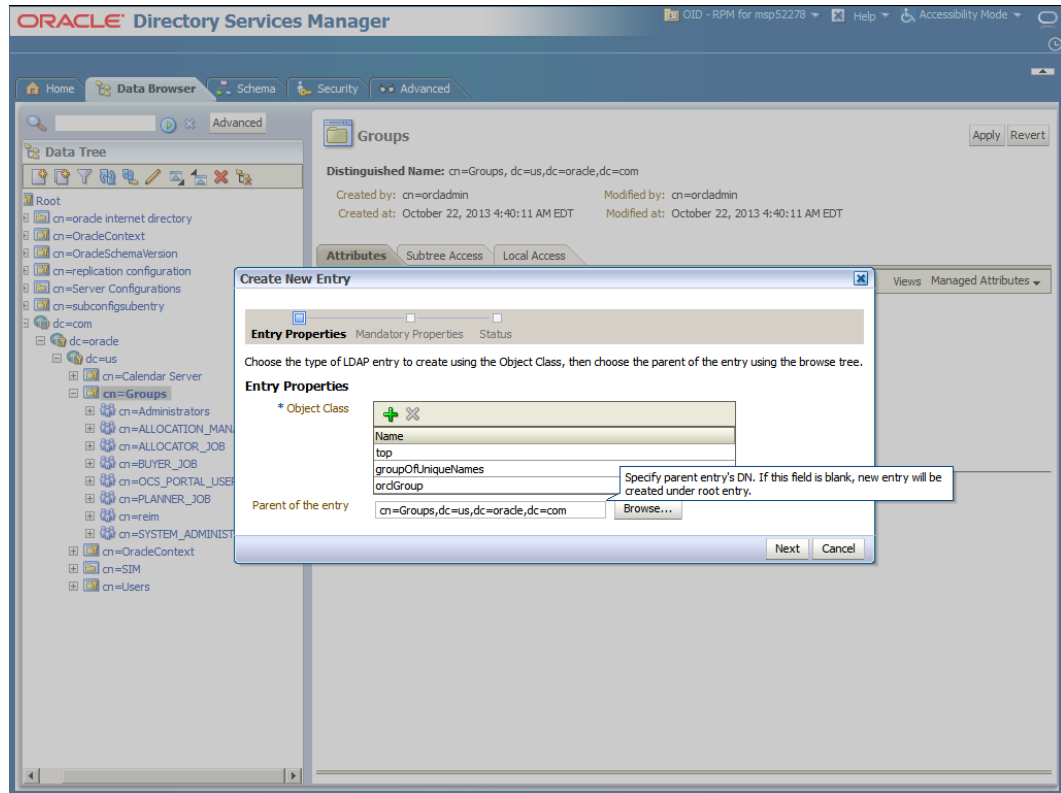 ORACLE Directory Services Manager
OID - RPM for msp52278 Help Accessibility Mode
Home Data Browser Schema Security Advanced
Advanced
Data Tree
Root
cn=oracle internet directory
cn=OracleContext
cn=OracleSchemaVersion
cn=replication configuration
cn=Server Configurations
cn=subconfigsubentry
dc=com
dc=oracle
dc=us
cn=Calendar Server
cn=Groups
cn=Administrators
cn=ALLOCATION_MAN
cn=ALLOCATOR_JOB
cn=BUYER_JOB
cn=OCS_PORTAL_USE
cn=PLANNER_JOB
cn=reim
cn=SYSTEM_ADMINIST
cn=OracleContext
cn=SIM
cn=Users
Groups
Apply Revert
Distinguished Name: cn=Groups, dc=us,dc=oracle,dc=com
Created by: cn=orcladmin Modified by: cn=orcladmin
Created at: October 22, 2013 4:40:11 AM EDT Modified at: October 22, 2013 4:40:11 AM EDT
Attributes Subtree Access Local Access
Views Managed Attributes
Create New Entry
Entry Properties Mandatory Properties Status
Choose the type of LDAP entry to create using the Object Class, then choose the parent of the entry using the browse tree.
Entry Properties
* Object Class
Name
top
groupOfUniqueNames
orclGroup
Specify parent entry's DN. If this field is blank, new entry will be
created under root entry.
Parent of the entry cn=Groups,dc=us,dc=oracle,dc=com Browse...
Next Cancel